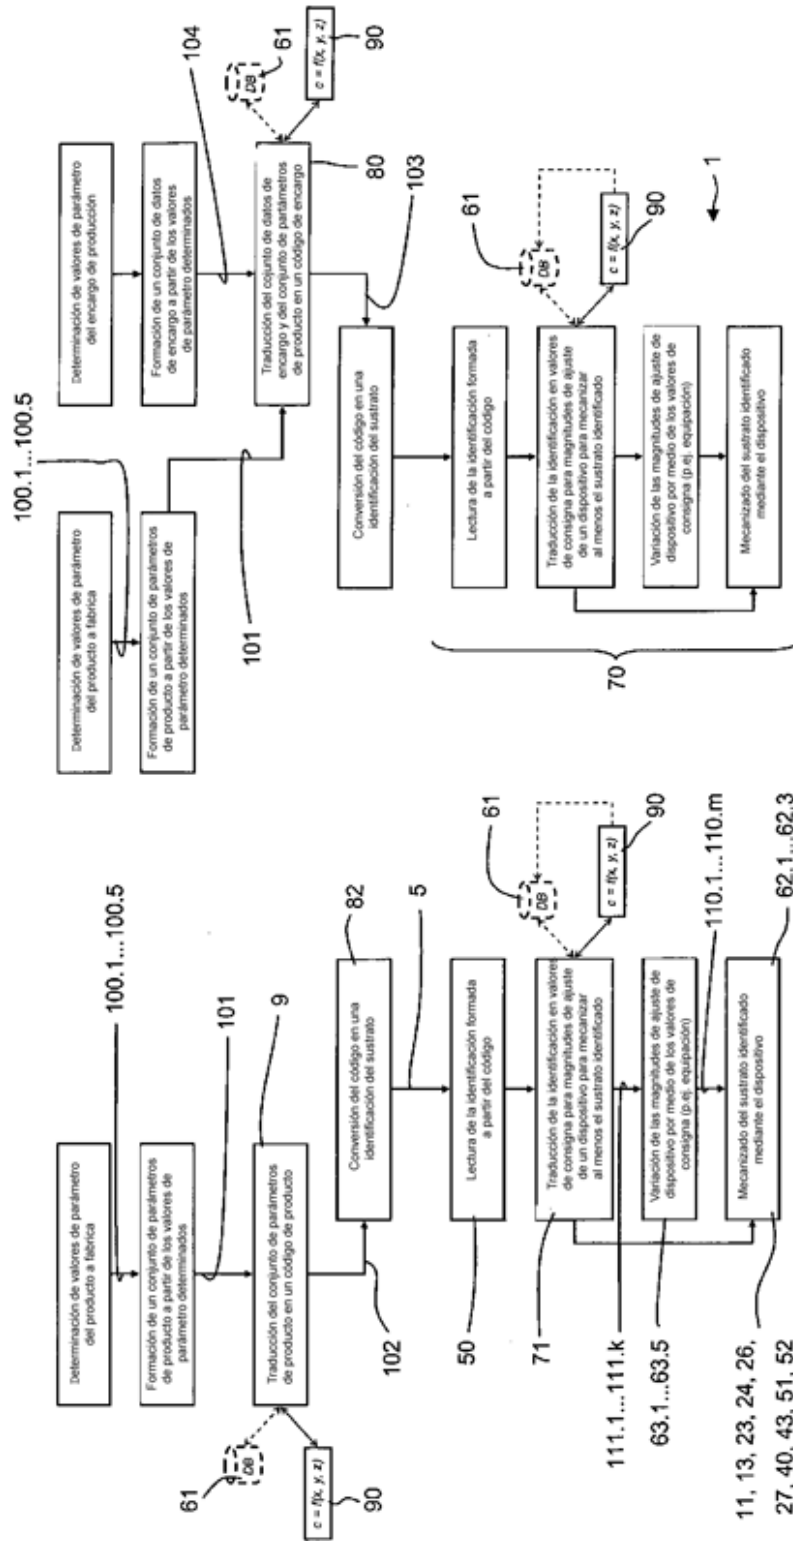 Determinación de valores de parámetro
del producto a fabrica
100.1...100.5
Formación de un conjunto de parámetros
de producto a partir de los valores de
parámetro determinados
101
9
Traducción del conjunto de parámetros
de producto en un código de producto
61
DB
c = f(x, y, z)
90
102
82
Conversión del código en una
identificación del sustrato
5
50
Lectura de la identificación formada
a partir del código
71
Traducción de la identificación en valores
de consigna para magnitudes de ajuste
de un dispositivo para mecanizar
al menos el sustrato identificado
61
DB
c = f(x, y, z)
90
111.1...111.k
63.1...63.5
Variación de las magnitudes de ajuste de
dispositivo por medio de los valores de
consigna (p.ej. equipación)
110.1...110.m
Mecanizado del sustrato identificado
mediante el dispositivo
62.1...62.3
11, 13, 23, 24, 26,
27, 40, 43, 51, 52
Determinación de valores de parámetro
del producto a fabrica
100.1...100.5
Formación de un conjunto de parámetros
de producto a partir de los valores de
parámetro determinados
101
Determinación de valores de parámetro
del encargo de producción
Formación de un conjunto de datos
de encargo a partir de los valores
de parámetro determinados
104
Traducción del cojunto de datos de
encargo y del conjunto de partámetros
de producto en un código de encargo
61
DB
c = f(x, y, z)
90
80
103
Conversión del código en una
identificación del sustrato
Lectura de la identificación formada
a partir del código
Traducción de la identificación en valores
de consigna para magnitudes de ajuste
de un dispositivo para mecanizar
al menos el sustrato identificado
61
DB
c = f(x, y, z)
90
Variación de las magnitudes de ajuste de
dispositivo por medio de los valores de
consigna (p.ej. equipación)
Mecanizado del sustrato identificado
mediante el dispositivo
70
1